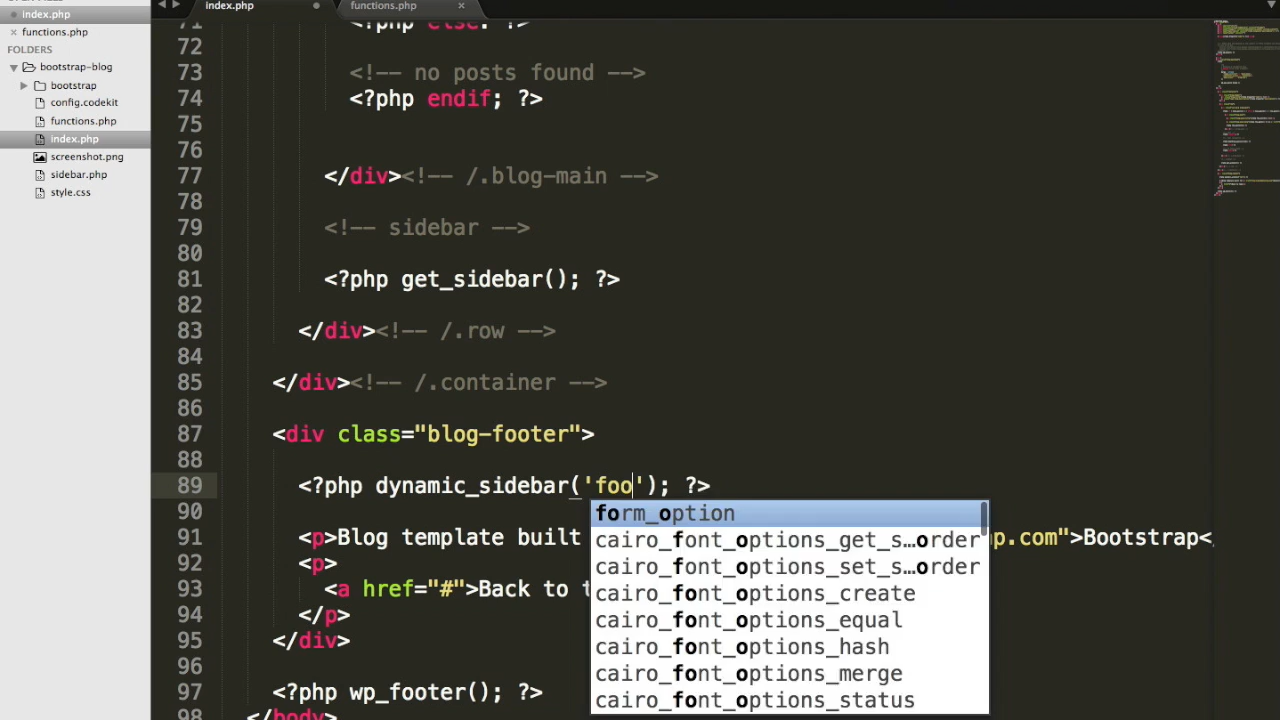 index.php
functions.php
index.php
functions.php
FOLDERS
bootstrap-blog
bootstrap
config.codekit
functions.php
index.php
screenshot.png
sidebar.php
style.css
71 <?php else: ?>
72
73 <!-- no posts found -->
74 <?php endif; ?>
75
76
77 </div><!-- /.blog-main -->
78
79 <!-- sidebar -->
80
81 <?php get_sidebar(); ?>
82
83 </div><!-- /.row -->
84
85 </div><!-- /.container -->
86
87 <div class="blog-footer">
88
89 <?php dynamic_sidebar('foo'); ?>
90
91 <p>Blog template built p.com">Bootstrap<
92 <p>
93 <a href="#">Back to t
94 </p>
95 </div>
96
97 <?php wp_footer(); ?>
98 </body>
form_option
cairo_font_options_get_s…order
cairo_font_options_set_s…order
cairo_font_options_create
cairo_font_options_equal
cairo_font_options_hash
cairo_font_options_merge
cairo_font_options_status